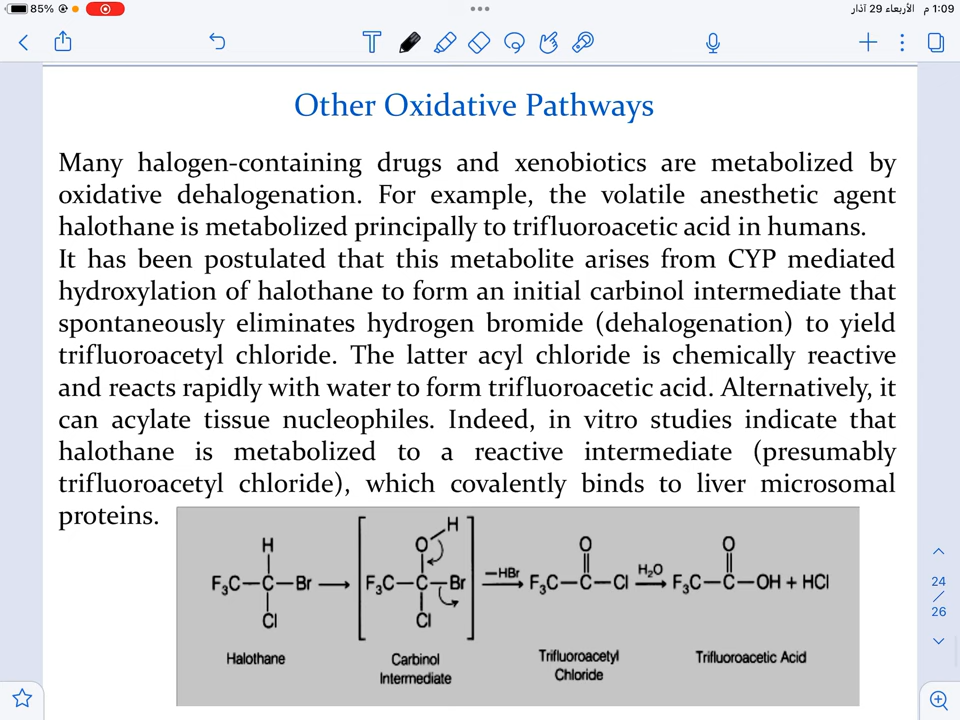 85%
1:09 م الأربعاء 29 آذار
Other Oxidative Pathways
Many halogen-containing drugs and xenobiotics are metabolized by
oxidative dehalogenation. For example, the volatile anesthetic agent
halothane is metabolized principally to trifluoroacetic acid in humans.
It has been postulated that this metabolite arises from CYP mediated
hydroxylation of halothane to form an initial carbinol intermediate that
spontaneously eliminates hydrogen bromide (dehalogenation) to yield
trifluoroacetyl chloride. The latter acyl chloride is chemically reactive
and reacts rapidly with water to form trifluoroacetic acid. Alternatively, it
can acylate tissue nucleophiles. Indeed, in vitro studies indicate that
halothane is metabolized to a reactive intermediate (presumably
trifluoroacetyl chloride), which covalently binds to liver microsomal
proteins.
H
O
H
O
O
F₃C—C—Br
F₃C—C—Br
—HBr
F₃C—C—Cl
H₂O
F₃C—C—OH + HCl
Cl
Cl
Halothane
Carbinol
Intermediate
Trifluoroacetyl
Chloride
Trifluoroacetic Acid
24
/
26